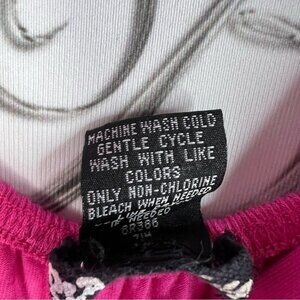 MACHINE WASH COLD
GENTLE CYCLE
WASH WITH LIKE
COLORS
ONLY NON-CHLORINE
BLEACH WHEN NEEDED